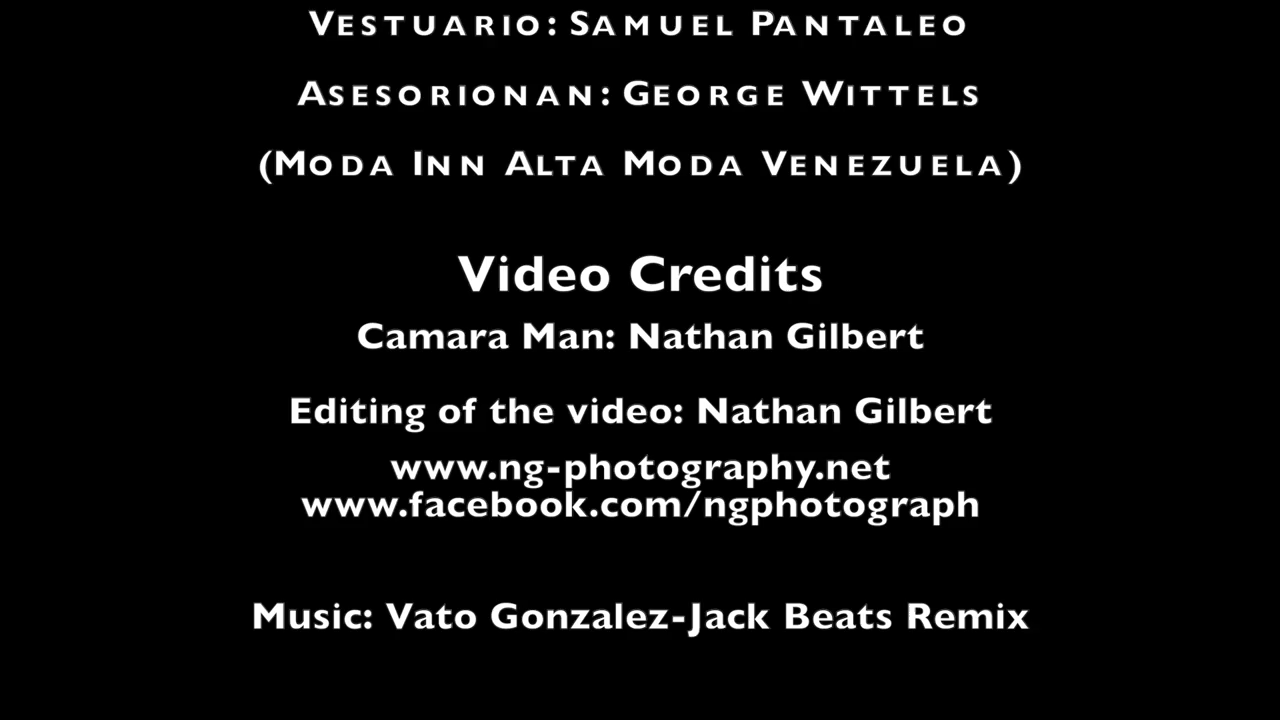 VESTUARIO: SAMUEL PANTALEO
ASESORIONAN: GEORGE WITTELS
(MODA INN ALTA MODA VENEZUELA)
Video Credits
Camara Man: Nathan Gilbert
Editing of the video: Nathan Gilbert
www.ng-photography.net
www.facebook.com/ngphotograph
Music: Vato Gonzalez-Jack Beats Remix